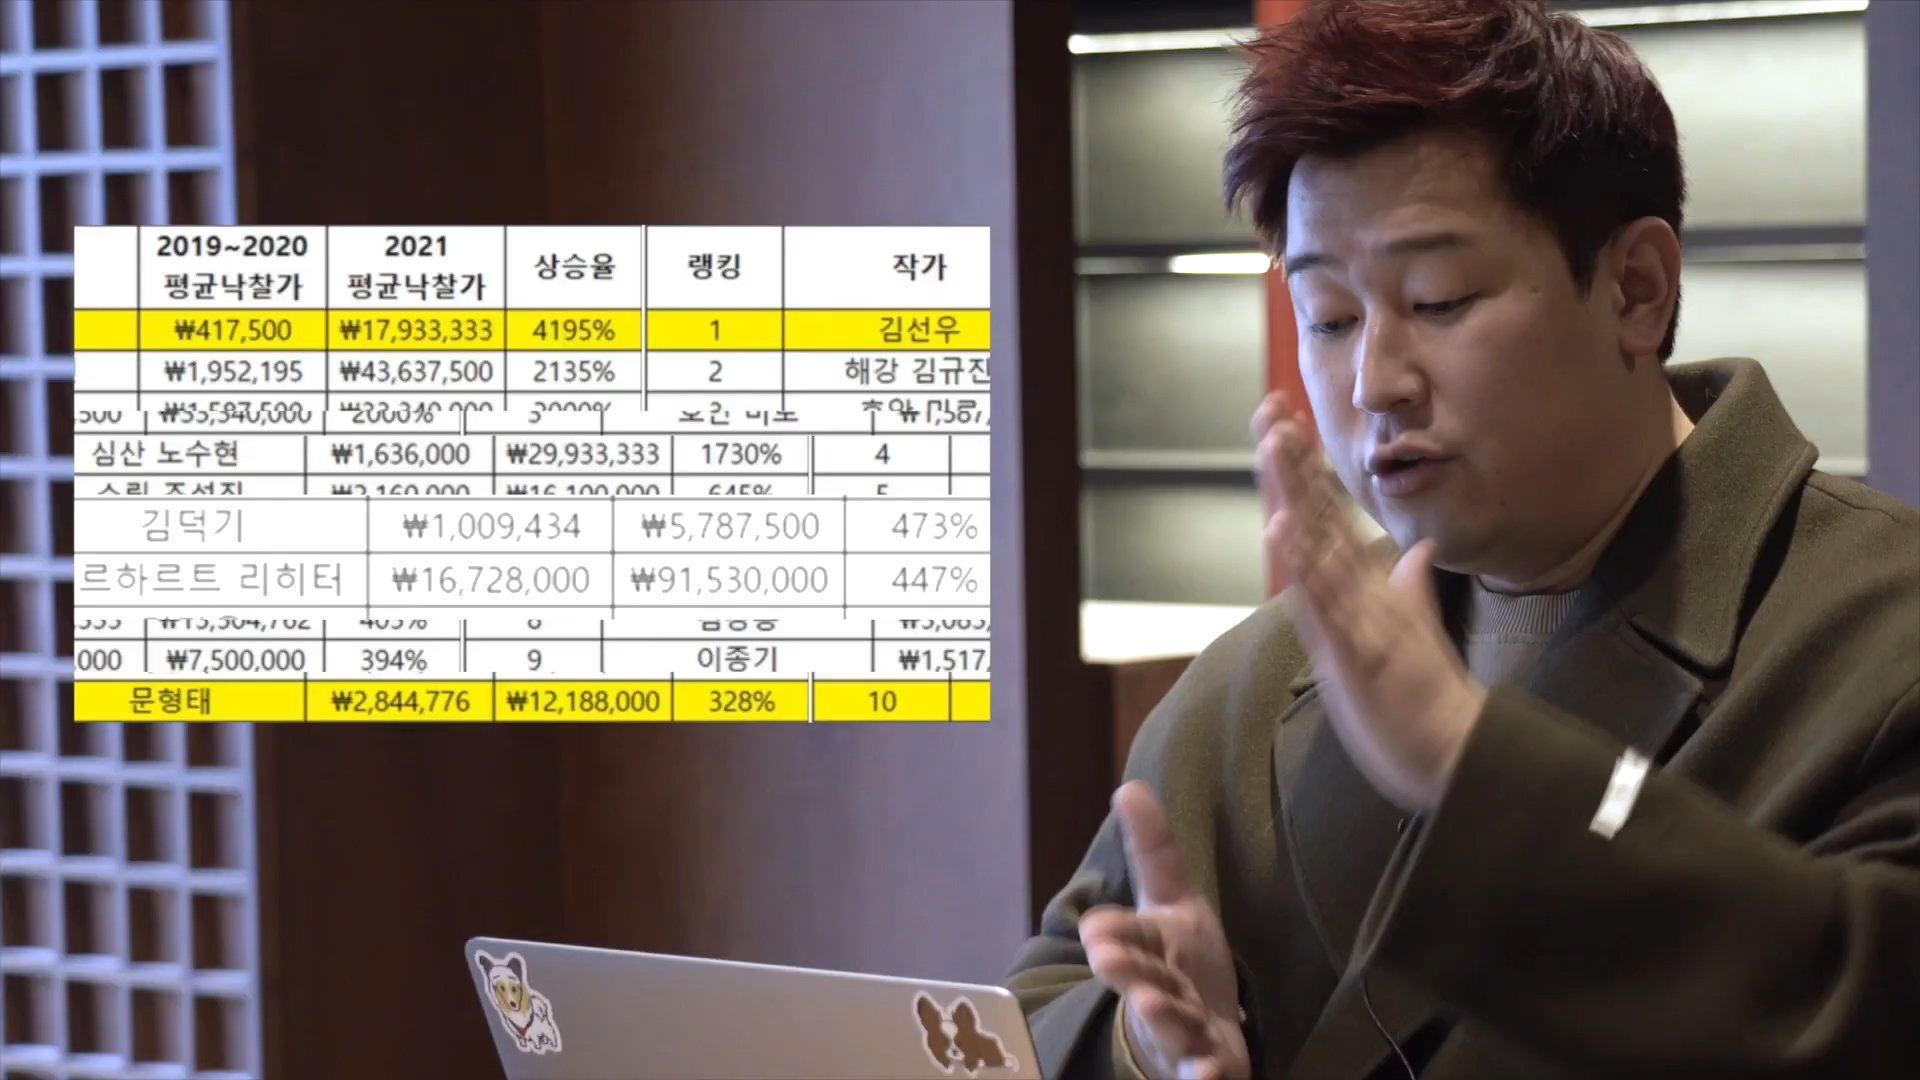 2019~2020 2021 상승율 랭킹 작가
평균낙찰가 평균낙찰가
₩417,500 ₩17,933,333 4195% 1 김선우
₩1,952,195 ₩43,637,500 2135% 2 해강 김규진
심산 노수현 ₩1,636,000 ₩29,933,333 1730% 4
김덕기 ₩1,009,434 ₩5,787,500 473%
르하르트 리히터 ₩16,728,000 ₩91,530,000 447%
000 ₩7,500,000 394% 9 이종기 ₩1,517,
문형태 ₩2,844,776 ₩12,188,000 328% 10